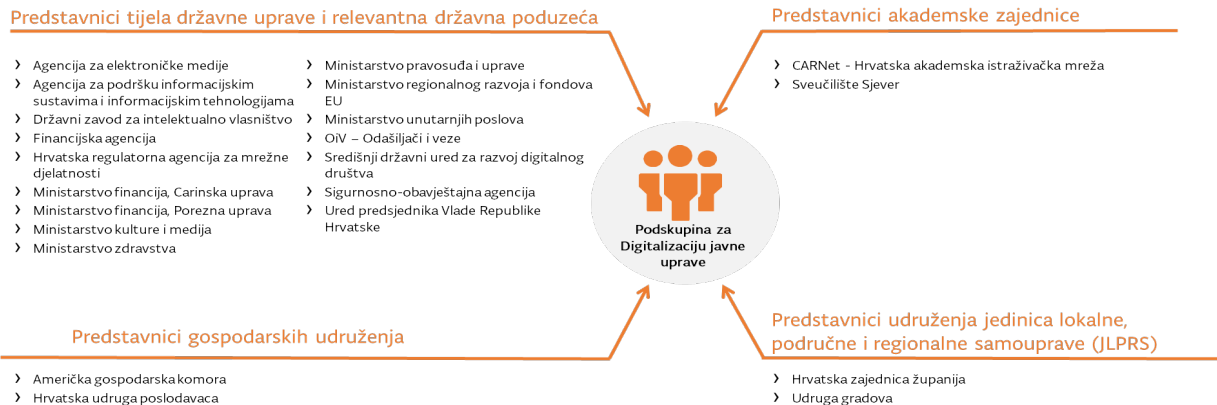 Predstavnici tijela državne uprave i relevantna državna poduzeća
Agencija za elektroničke medije
Agencija za podršku informacijskim
sustavima i informacijskim tehnologijama
Državni zavod za intelektualno vlasništvo
Financijska agencija
Hrvatska regulatorna agencija za mrežne
djelatnosti
Ministarstvo financija, Carinska uprava
Ministarstvo financija, Porezna uprava
Ministarstvo kulture i medija
Ministarstvo zdravstva
Ministarstvo pravosuđa i uprave
Ministarstvo regionalnog razvoja i fondova
EU
Ministarstvo unutarnjih poslova
OiV – Odašiljači i veze
Središnji državni ured za razvoj digitalnog
društva
Sigurnosno-obavještajna agencija
Ured predsjednika Vlade Republike
Hrvatske
Predstavnici akademske zajednice
CARNet - Hrvatska akademska istraživačka mreža
Sveučilište Sjever
Podskupina za
Digitalizaciju javne
uprave
Predstavnici gospodarskih udruženja
Američka gospodarska komora
Hrvatska udruga poslodavaca
Predstavnici udruženja jedinica lokalne,
područne i regionalne samouprave (JLPRS)
Hrvatska zajednica županija
Udruga gradova